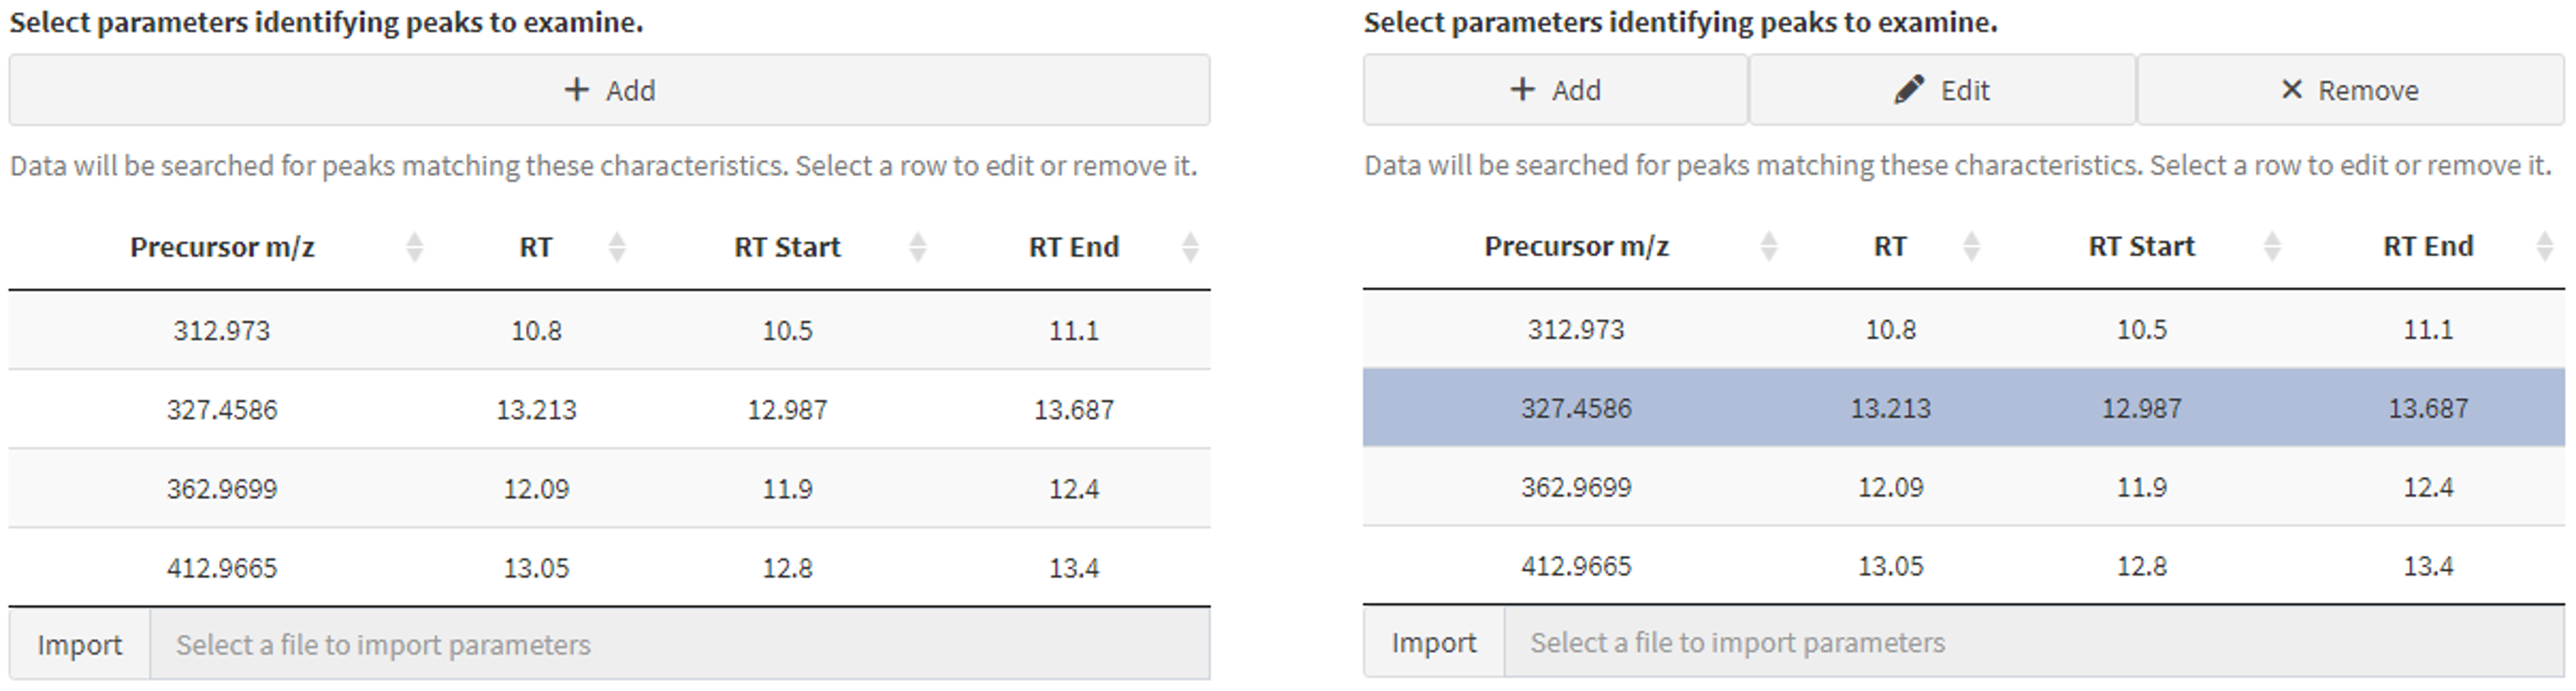 Select parameters identifying peaks to examine.
+ Add
Data will be searched for peaks matching these characteristics. Select a row to edit or remove it.
Precursor m/z RT RT Start RT End
312.973 10.8 10.5 11.1
327.4586 13.213 12.987 13.687
362.9699 12.09 11.9 12.4
412.9665 13.05 12.8 13.4
Import Select a file to import parameters
Select parameters identifying peaks to examine.
+ Add Edit × Remove
Data will be searched for peaks matching these characteristics. Select a row to edit or remove it.
Precursor m/z RT RT Start RT End
312.973 10.8 10.5 11.1
327.4586 13.213 12.987 13.687
362.9699 12.09 11.9 12.4
412.9665 13.05 12.8 13.4
Import Select a file to import parameters